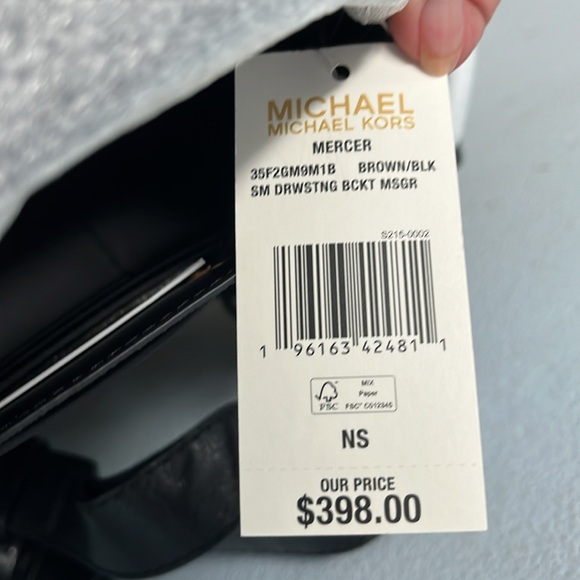 MICHAEL
MICHAEL KORS
MERCER
35F2GM9M1B BROWN/BLK
SM DRWSTNG BCKT MSGR
S215-0002
1 96163 42481 1
MIX
Paper
FSC
FSC® C012345
NS
OUR PRICE
$398.00